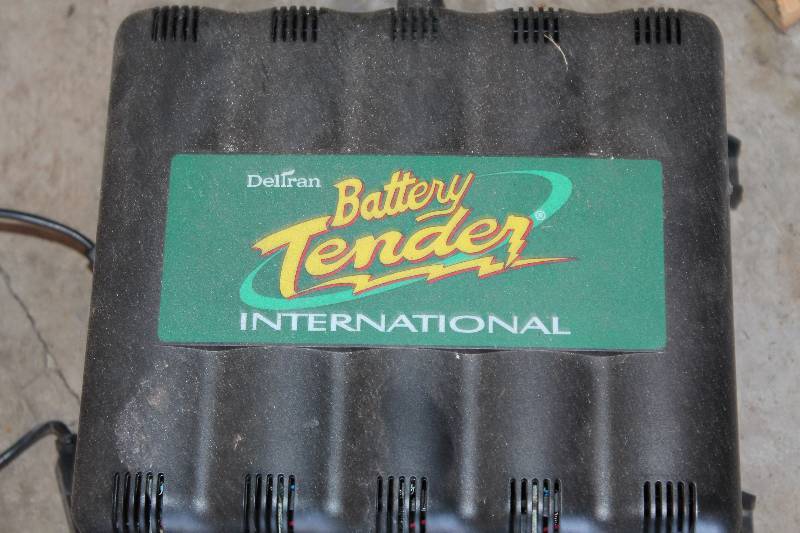 Deltran
Battery
Tender®
INTERNATIONAL